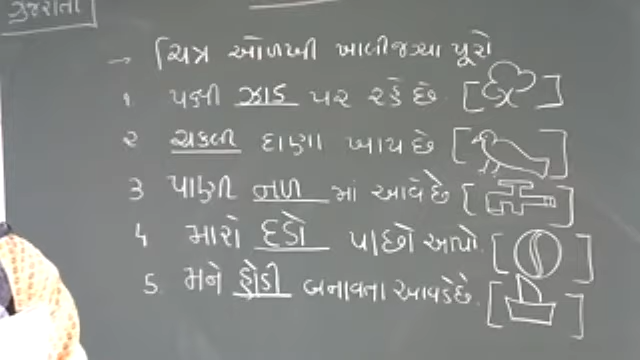 ગુજરાતી
→ ચિત્ર ઓળખી ખાલી જગ્યા પૂરો
૧ પક્ષી ઝાડ પર રહે છે. [ ]
૨ ચકલી દાણા ખાય છે [ ]
૩ પાણી નળ માં આવે છે [ ]
૪ મારો દડો પાછો આપો. [ ]
૫. મને હોડી બનાવતા આવડે છે. [ ]